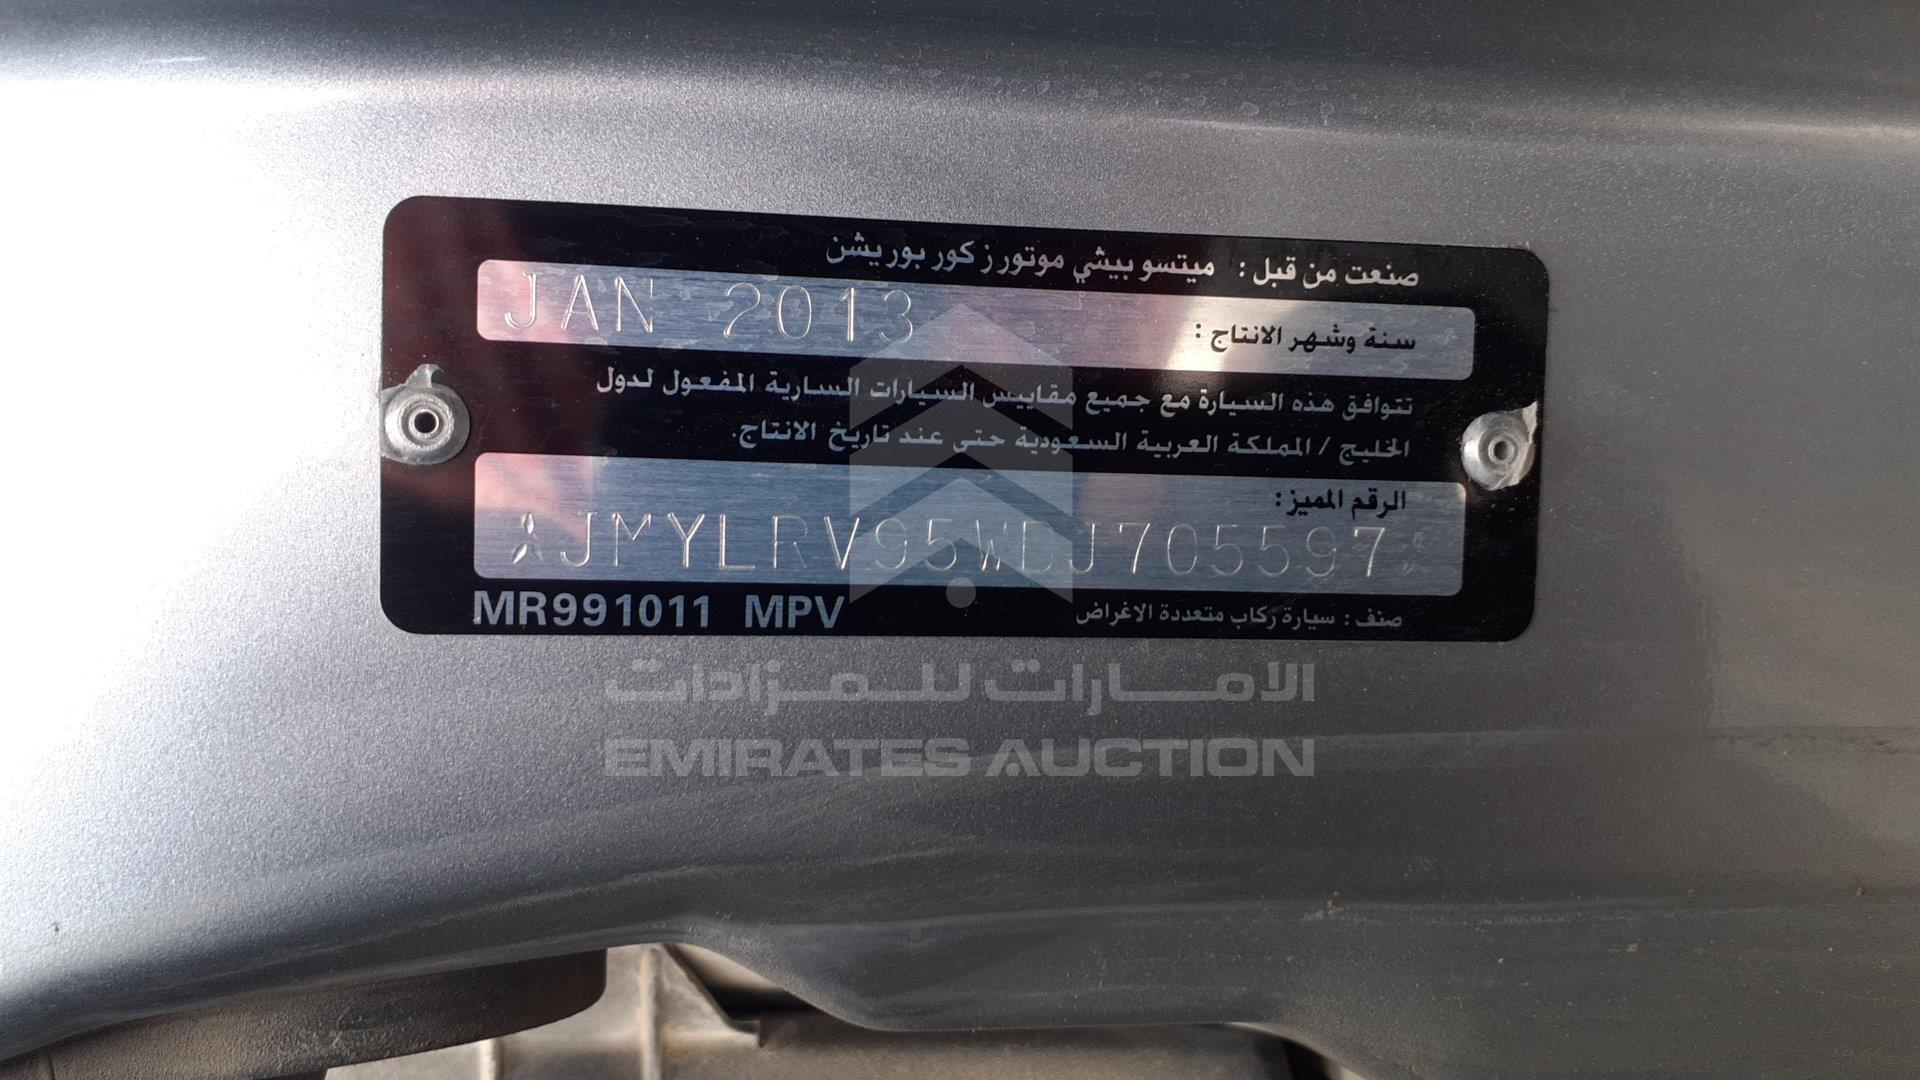 صنعت من قبل : ميتسو بيشي موتورز كور بوريشن
سنة وشهر الانتاج : JAN 2013
تتوافق هذه السيارة مع جميع مقاييس السيارات السارية المفعول لدول
الخليج / المملكة العربية السعودية حتى عند تاريخ الانتاج.
الرقم المميز:
JMYLRV95WDJ705597
MR991011 MPV صنف : سيارة ركاب متعددة الاغراض
الامارات للمزادات
EMIRATES AUCTION